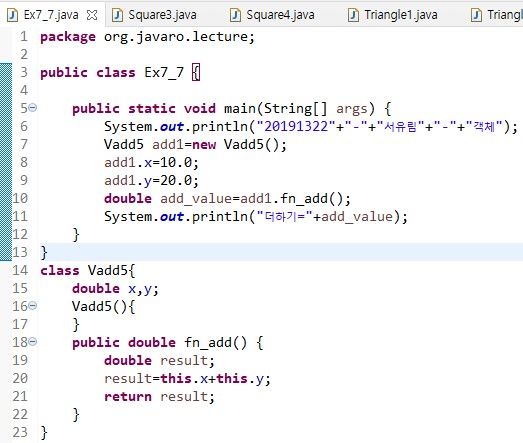 Ex7_7.java Square3.java Square4.java Triangle1.java Triangl
1 package org.javaro.lecture;
2
3 public class Ex7_7 {
4
5 public static void main(String[] args) {
6 System.out.println("20191322"+"-"+"서유림"+"-"+"객체");
7 Vadd5 add1=new Vadd5();
8 add1.x=10.0;
9 add1.y=20.0;
10 double add_value=add1.fn_add();
11 System.out.println("더하기="+add_value);
12 }
13 }
14 class Vadd5{
15 double x,y;
16 Vadd5(){
17 }
18 public double fn_add() {
19 double result;
20 result=this.x+this.y;
21 return result;
22 }
23 }